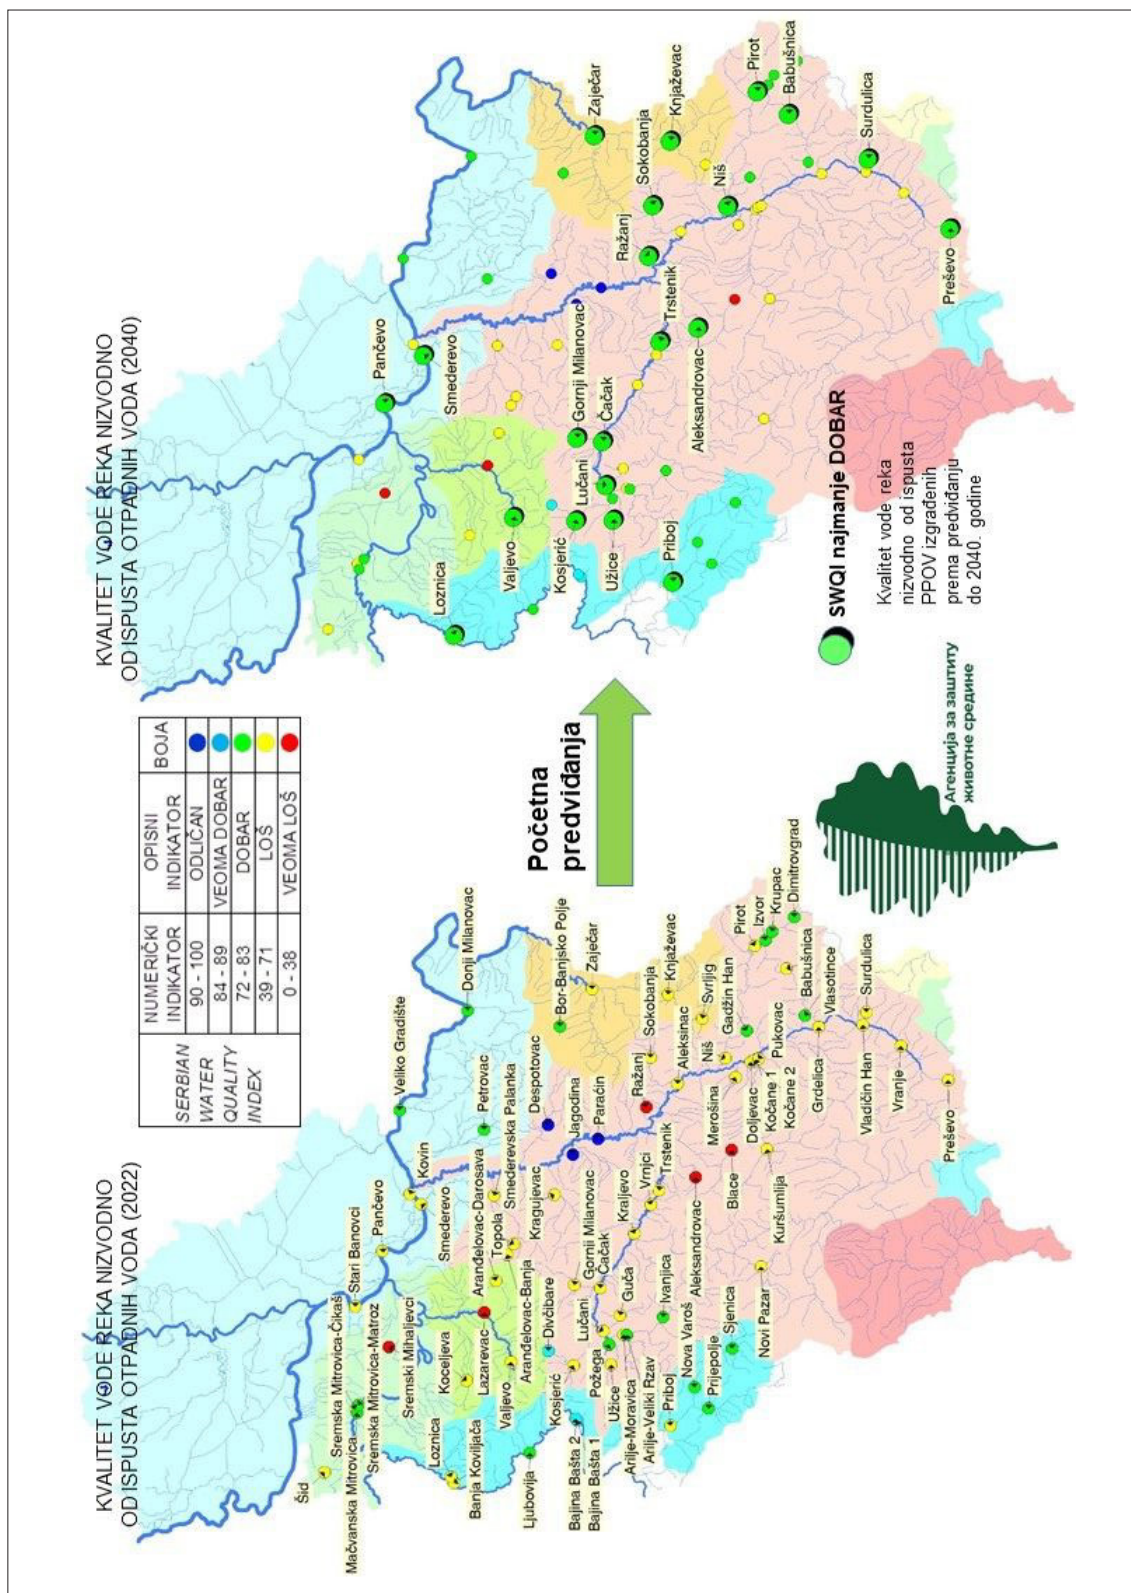 KVALITET VODE REKA NIZVODNO
OD ISPUSTA OTPADNIH VODA (2022)
Šid
Mačvanska Mitrovica
Sremska Mitrovica-Čikaš
Sremska Mitrovica-Matroz
Sremski Mihaljevci
Stari Banovci
Pančevo
Kovin
Smederevo
Veliko Gradište
Donji Milanovac
Loznica
Banja Koviljača
Koceljeva
Lazarevac
Valjevo
Aranđelovac-Darosava
Topola
Aranđelovac-Banja
Smederevska Palanka
Petrovac
Kragujevac
Despotovac
Bor-Banjsko Polje
Ljubovija
Divčibare
Kosjerić
Bajina Bašta 2
Bajina Bašta 1
Lučani
Gornji Milanovac
Čačak
Jagodina
Paraćin
Zaječar
Požega
Užice
Arilje-Moravica
Arilje-Veliki Rzav
Guča
Kraljevo
Vrnjci
Trstenik
Ražanj
Sokobanja
Knjaževac
Aleksinac
Svrljig
Priboj
Nova Varoš
Ivanjica
Prijepolje
Sjenica
Aleksandrovac
Blace
Merošina
Niš
Gadžin Han
Pirot
Izvor
Krupac
Dimitrovgrad
Doljevac
Kočane 1
Kočane 2
Pukovac
Novi Pazar
Kuršumlija
Babušnica
Grdelica
Vlasotince
Vladičin Han
Surdulica
Vranje
Preševo
SERBIAN
WATER
QUALITY
INDEX
NUMERIČKI INDIKATOR
OPISNI INDIKATOR
BOJA
90 - 100 ODLIČAN
84 - 89 VEOMA DOBAR
72 - 83 DOBAR
39 - 71 LOŠ
0 - 38 VEOMA LOŠ
Početna
predviđanja
Агенција за заштиту
животне средине
KVALITET VODE REKA NIZVODNO
OD ISPUSTA OTPADNIH VODA (2040)
Pančevo
Smederevo
Loznica
Valjevo
Kosjerić
Lučani
Gornji Milanovac
Čačak
Užice
Priboj
Trstenik
Aleksandrovac
Ražanj
Sokobanja
Zaječar
Knjaževac
Niš
Pirot
Babušnica
Surdulica
Preševo
SWQI najmanje DOBAR
Kvalitet vode reka
nizvodno od ispusta
PPOV izgrađenih
prema predviđanju
do 2040. godine